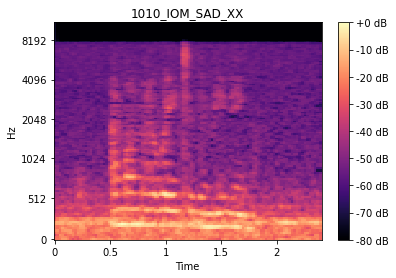 1010_IOM_SAD_XX
8192
4096
2048
1024
512
0
Hz
0
0.5
1
1.5
2
Time
+0 dB
-10 dB
-20 dB
-30 dB
-40 dB
-50 dB
-60 dB
-70 dB
-80 dB